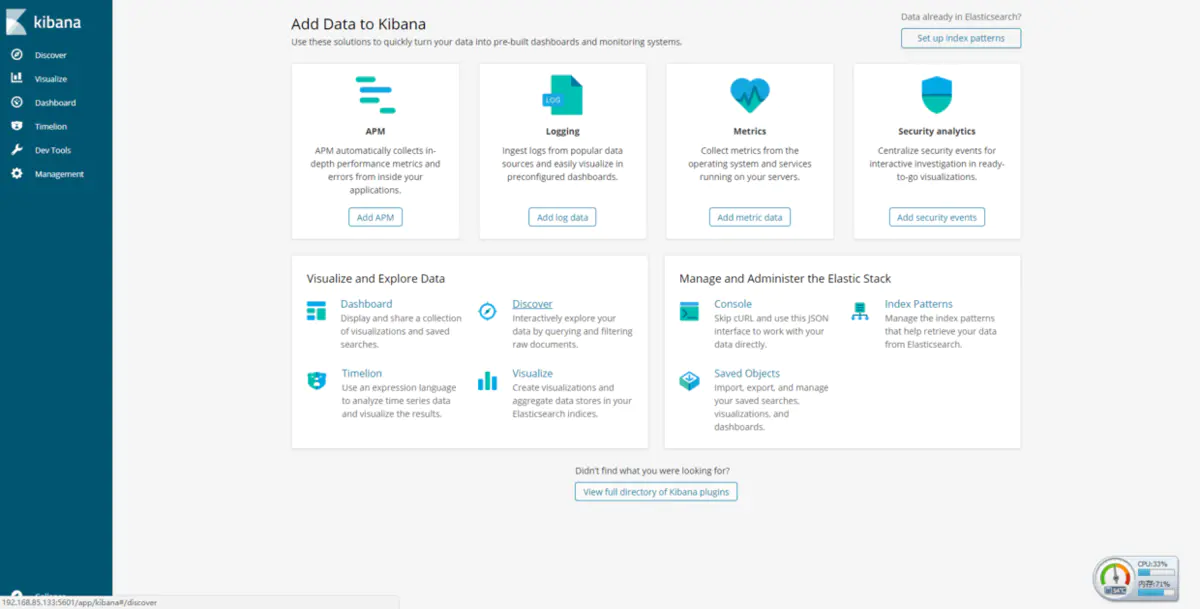 kibana
Discover
Visualize
Dashboard
Timelion
Dev Tools
Management
Add Data to Kibana
Use these solutions to quickly turn your data into pre-built dashboards and monitoring systems.
Data already in Elasticsearch?
Set up index patterns
APM
APM automatically collects in-
depth performance metrics and
errors from inside your
applications.
Add APM
LOG
Logging
Ingest logs from popular data
sources and easily visualize in
preconfigured dashboards.
Add log data
Metrics
Collect metrics from the
operating system and services
running on your servers.
Add metric data
Security analytics
Centralize security events for
interactive investigation in ready-
to-go visualizations.
Add security events
Visualize and Explore Data
Dashboard
Display and share a collection
of visualizations and saved
searches.
Discover
Interactively explore your
data by querying and filtering
raw documents.
Timelion
Use an expression language
to analyze time series data
and visualize the results.
Visualize
Create visualizations and
aggregate data stores in your
Elasticsearch indices.
Manage and Administer the Elastic Stack
Console
Skip cURL and use this JSON
interface to work with your
data directly.
Index Patterns
Manage the index patterns
that help retrieve your data
from Elasticsearch.
Saved Objects
Import, export, and manage
your saved searches,
visualizations, and
dashboards.
Didn't find what you were looking for?
View full directory of Kibana plugins
192.168.85.133:5601/app/kibana#/discover
CPU:33%
内存:71%